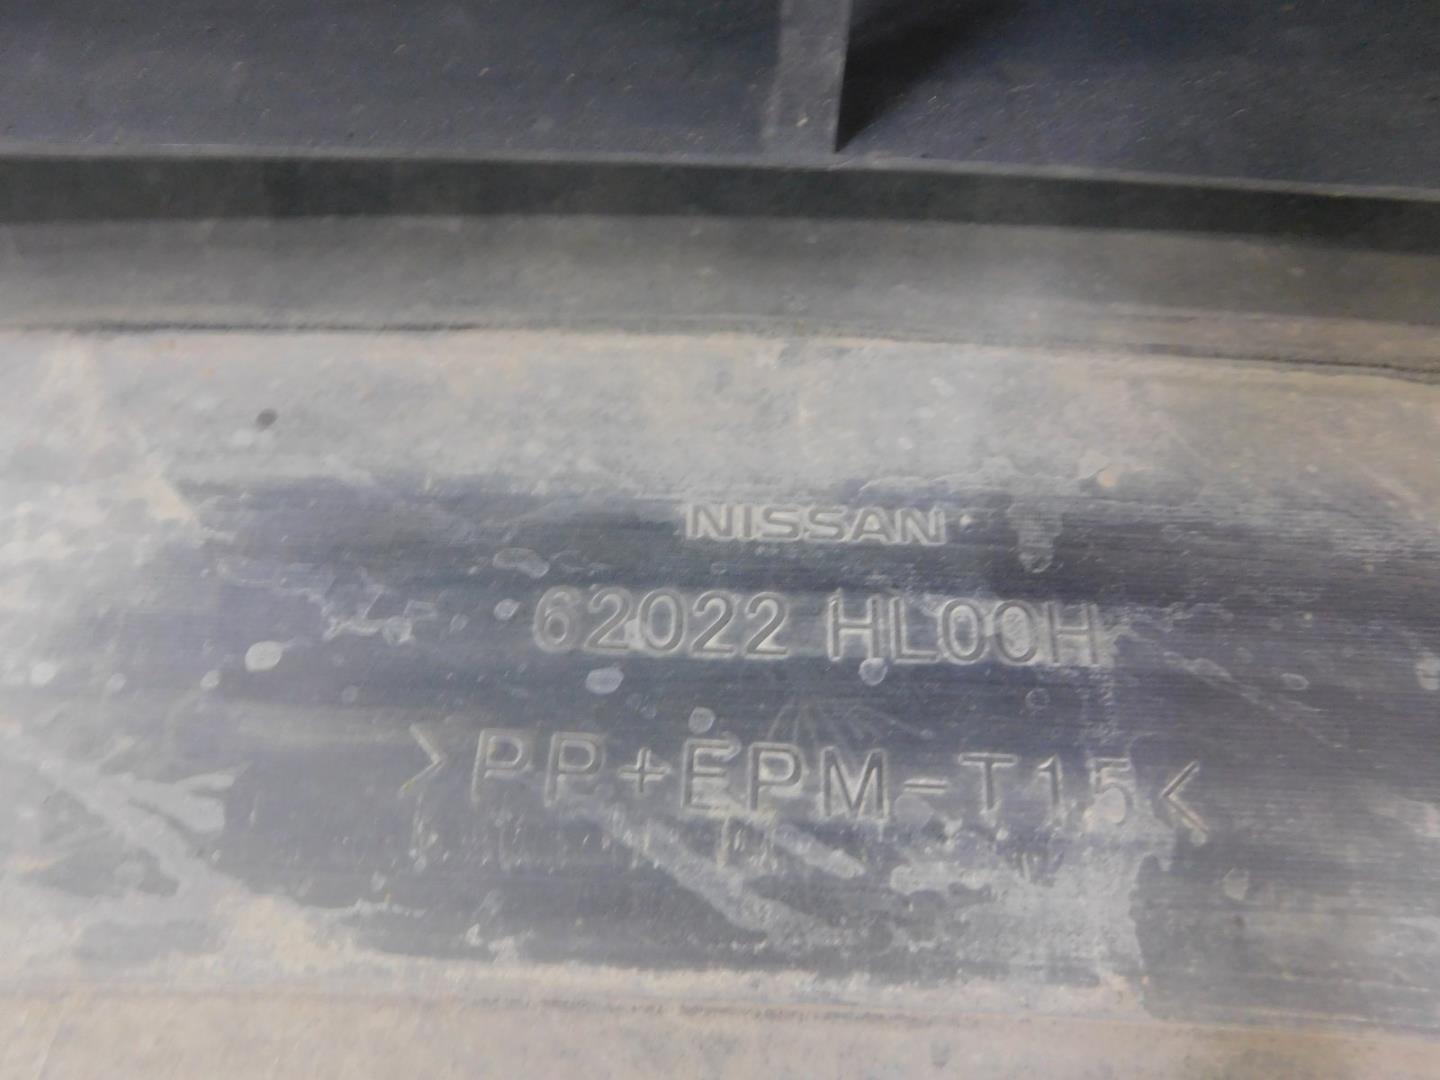 NISSAN
62022 HL00H
>PP+EPM-T15<